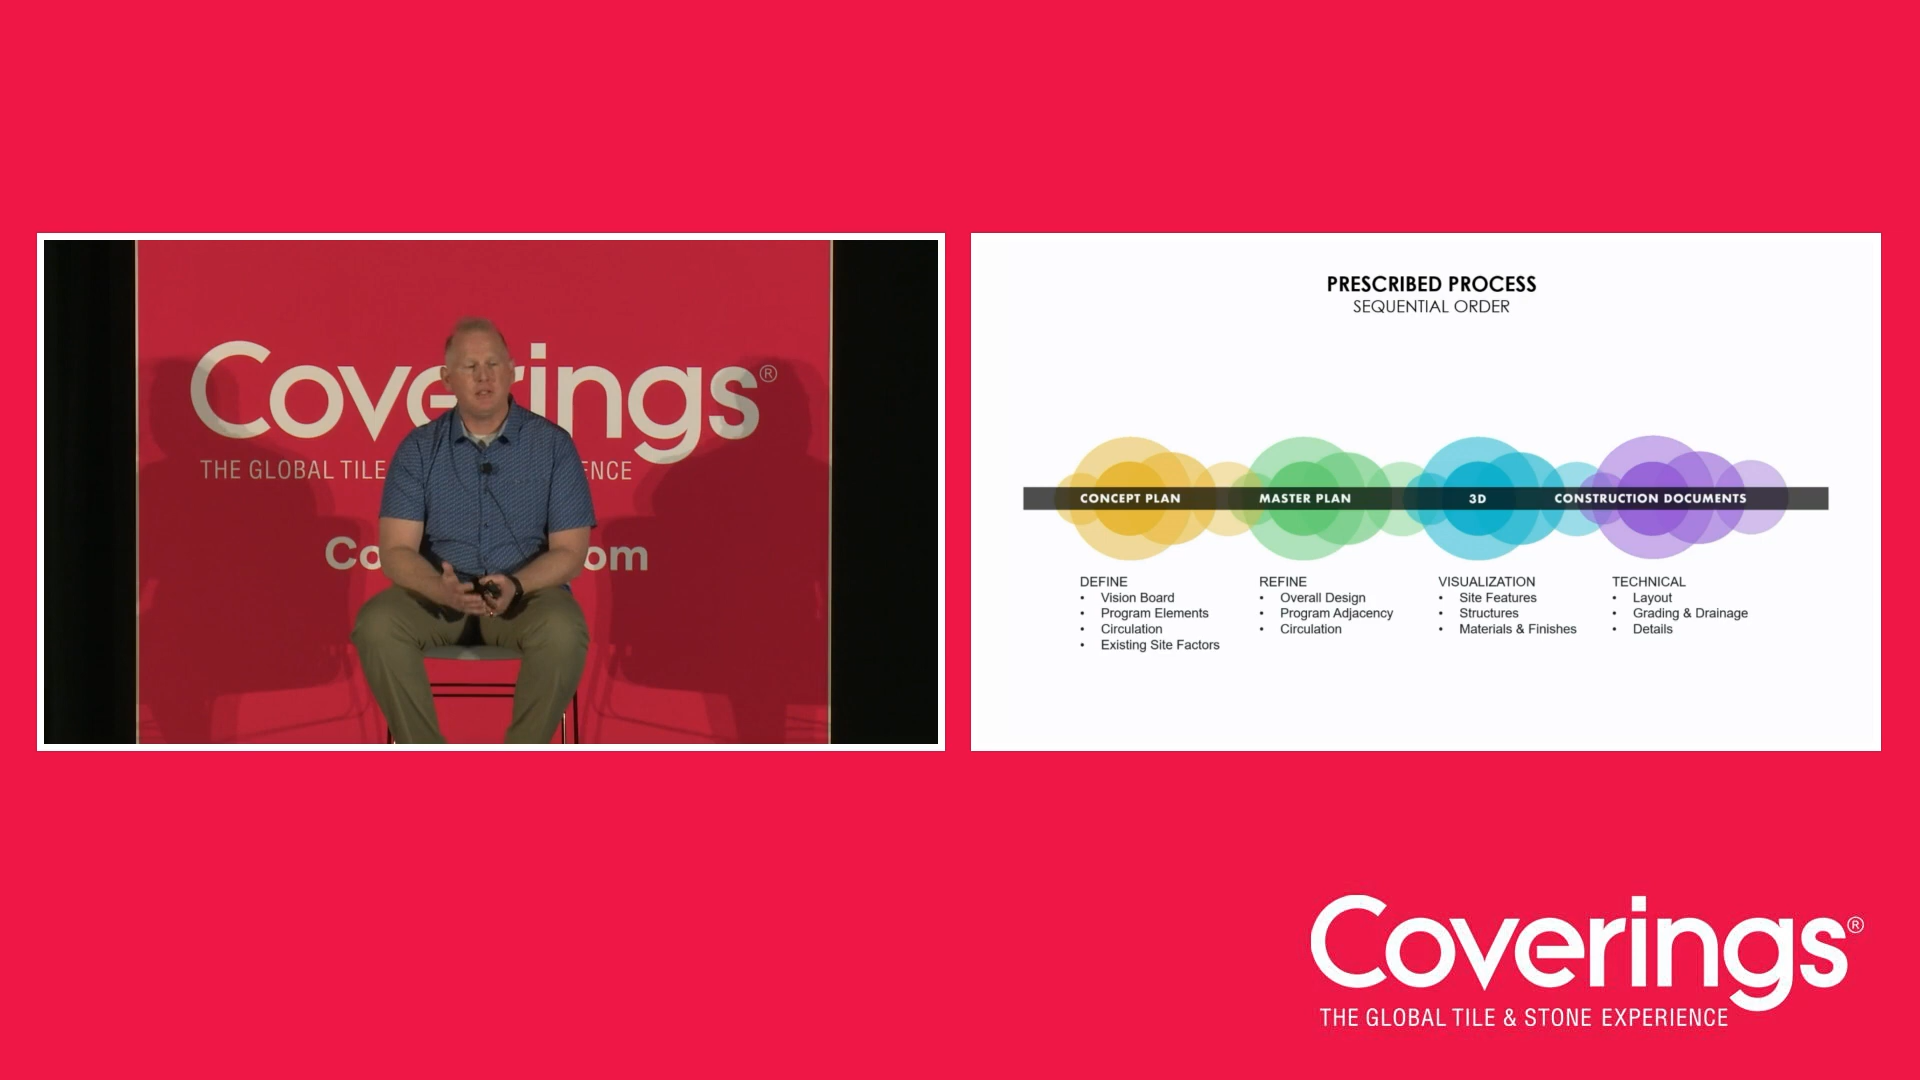 Coverings®
THE GLOBAL TILE ENCE
Co om
PRESCRIBED PROCESS
SEQUENTIAL ORDER
CONCEPT PLAN
MASTER PLAN
3D
CONSTRUCTION DOCUMENTS
DEFINE
• Vision Board
• Program Elements
• Circulation
• Existing Site Factors
REFINE
• Overall Design
• Program Adjacency
• Circulation
VISUALIZATION
• Site Features
• Structures
• Materials & Finishes
TECHNICAL
• Layout
• Grading & Drainage
• Details
Coverings®
THE GLOBAL TILE & STONE EXPERIENCE